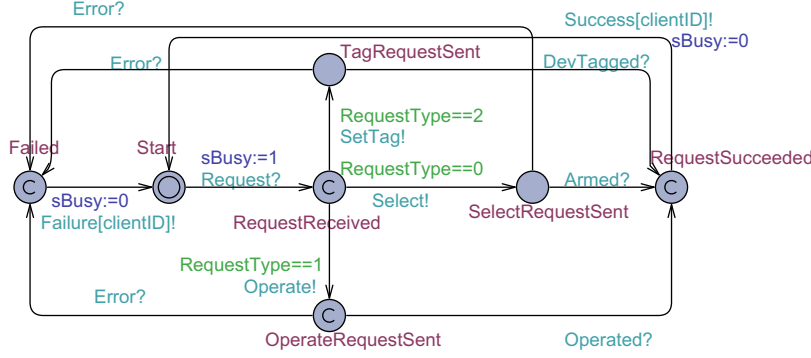 Error?
Success[clientID]!
sBusy:=0
TagRequestSent
Error?
DevTagged?
RequestType==2
SetTag!
Failed
Start
sBusy:=1
Request?
RequestType==0
Select!
RequestSucceeded
Armed?
C
C
C
sBusy:=0
Failure[clientID]!
RequestReceived
SelectRequestSent
RequestType==1
Operate!
Error?
C
OperateRequestSent
Operated?